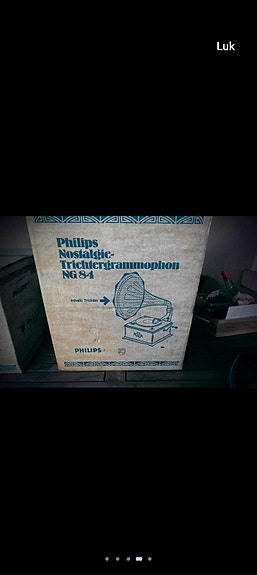 Luk
Philips
Nostalgie-
Trichtergrammophon
NG 84
Inhalt: Trichter
PHILIPS